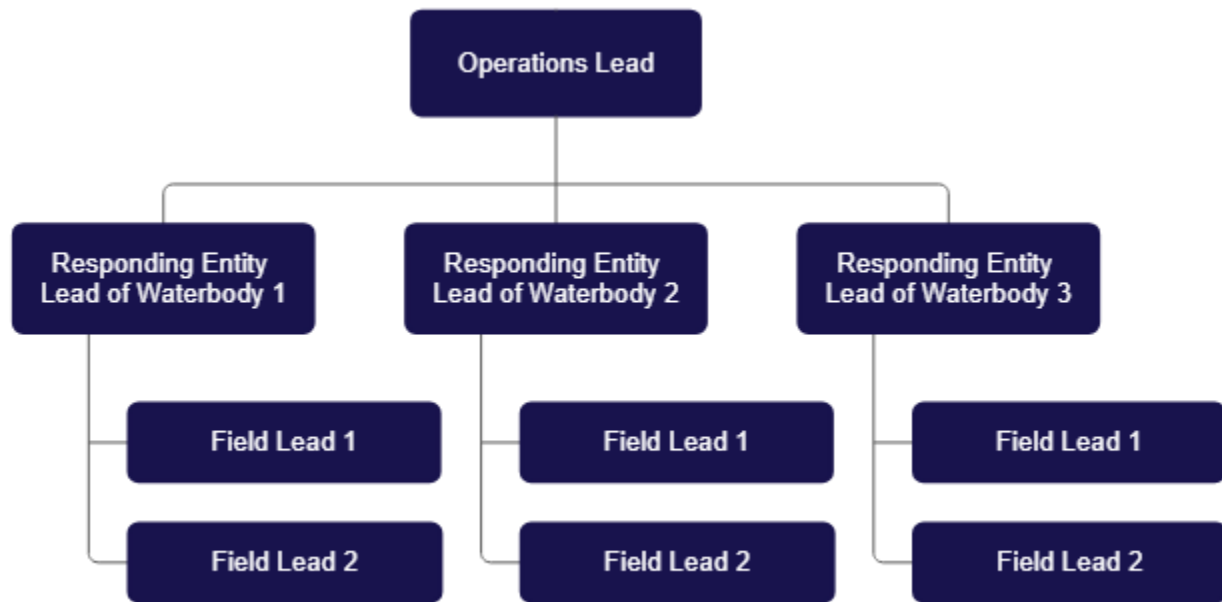 Operations Lead
Responding Entity
Lead of Waterbody 1
Responding Entity
Lead of Waterbody 2
Responding Entity
Lead of Waterbody 3
Field Lead 1
Field Lead 1
Field Lead 1
Field Lead 2
Field Lead 2
Field Lead 2